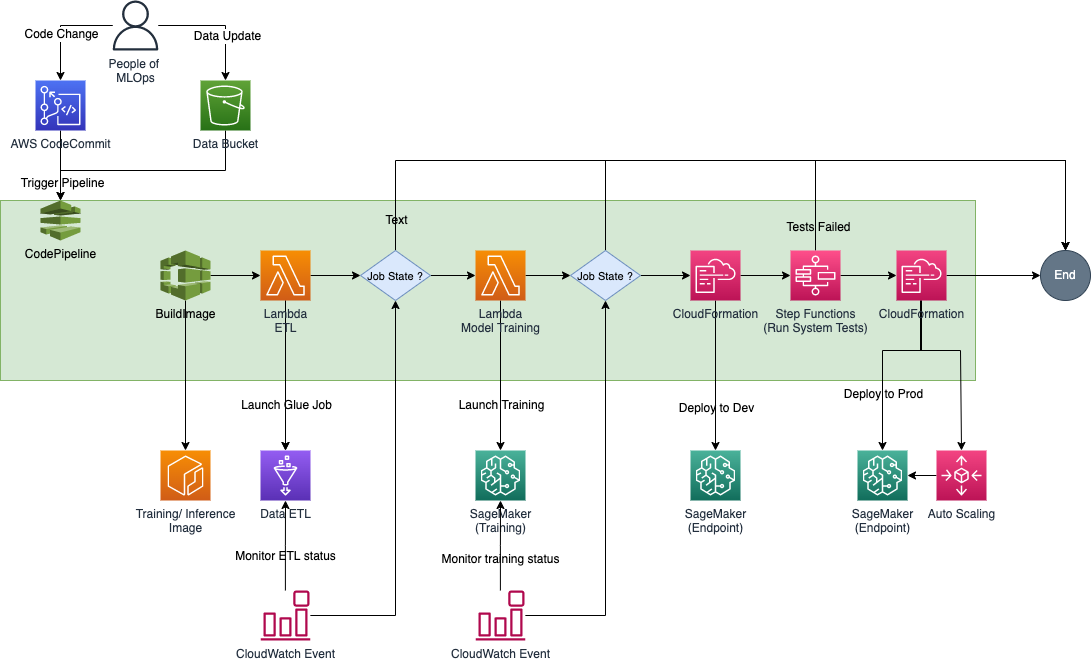 Code Change
Data Update
People of
MLOps
AWS CodeCommit
Data Bucket
Trigger Pipeline
CodePipeline
Text
Tests Failed
BuildImage
Lambda
ETL
Job State ?
Lambda
Model Training
Job State ?
CloudFormation
Step Functions
(Run System Tests)
CloudFormation
End
Launch Glue Job
Launch Training
Deploy to Dev
Deploy to Prod
Training/ Inference
Image
Data ETL
SageMaker
(Training)
SageMaker
(Endpoint)
SageMaker
(Endpoint)
Auto Scaling
Monitor ETL status
Monitor training status
CloudWatch Event
CloudWatch Event